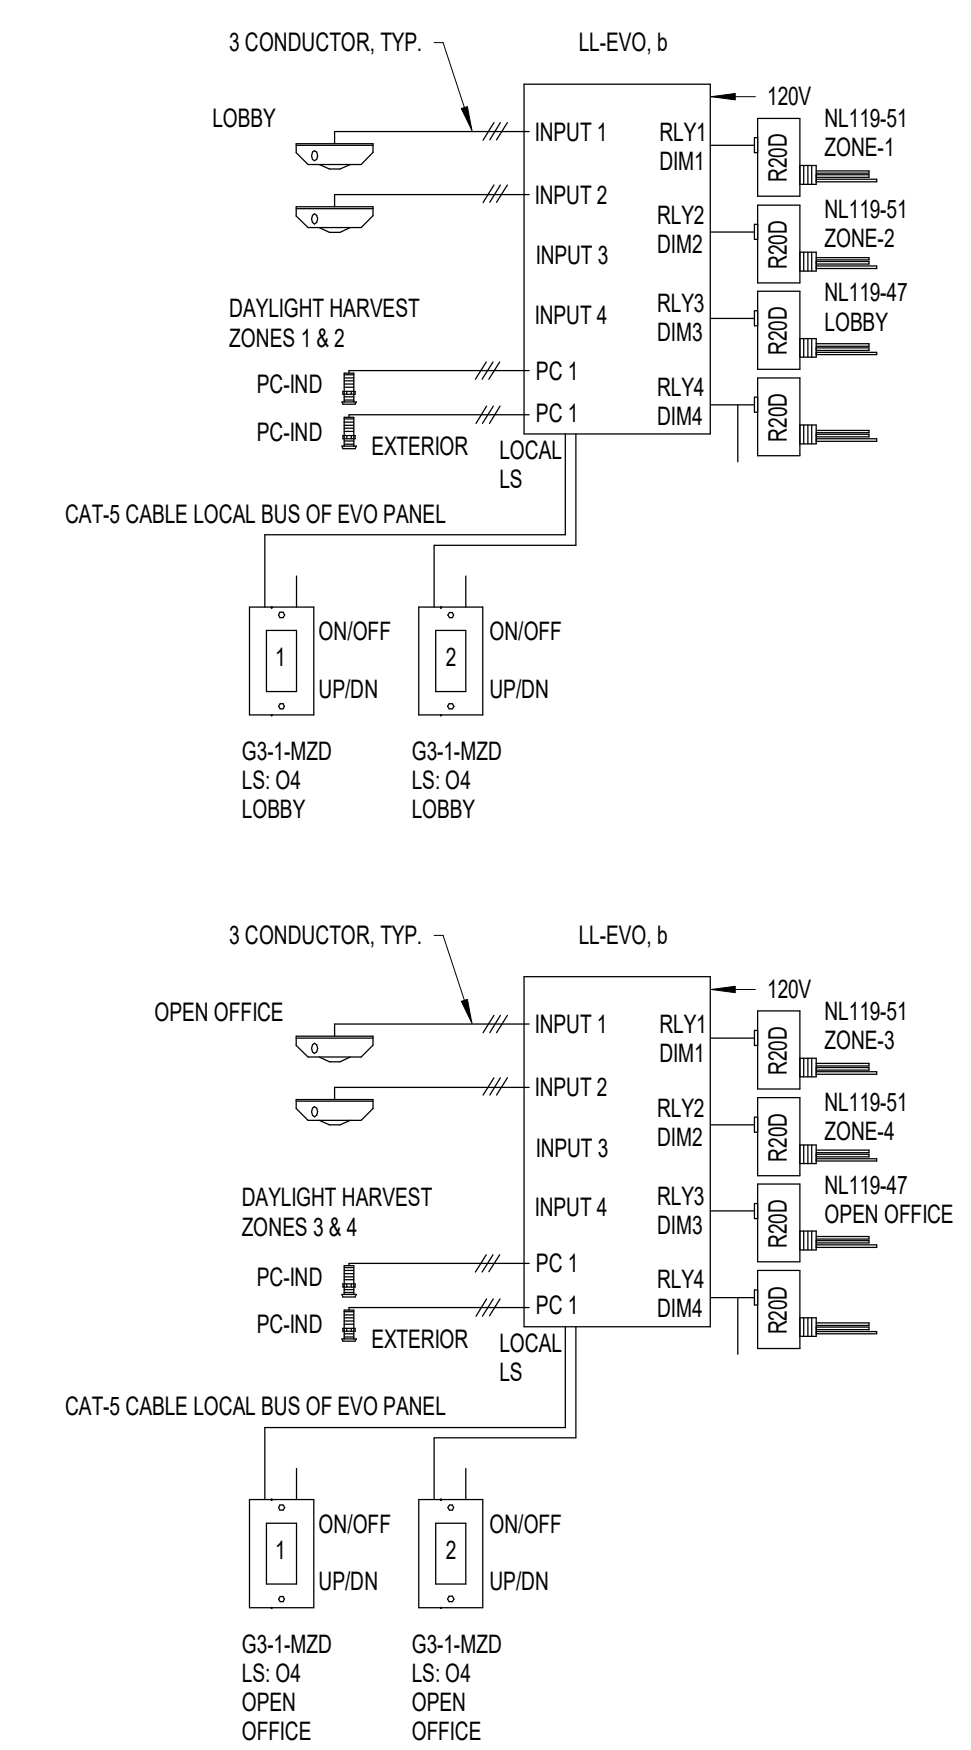 3 CONDUCTOR, TYP.
LL-EVO, b
120V
LOBBY
INPUT 1
INPUT 2
INPUT 3
INPUT 4
PC 1
PC 1
RLY1
DIM1
RLY2
DIM2
RLY3
DIM3
RLY4
DIM4
R20D
NL119-51
ZONE-1
R20D
NL119-51
ZONE-2
R20D
NL119-47
LOBBY
R20D
DAYLIGHT HARVEST
ZONES 1 & 2
PC-IND
PC-IND
EXTERIOR
LOCAL
LS
CAT-5 CABLE LOCAL BUS OF EVO PANEL
1
ON/OFF
UP/DN
G3-1-MZD
LS: O4
LOBBY
2
ON/OFF
UP/DN
G3-1-MZD
LS: O4
LOBBY
3 CONDUCTOR, TYP.
LL-EVO, b
120V
OPEN OFFICE
INPUT 1
INPUT 2
INPUT 3
INPUT 4
PC 1
PC 1
RLY1
DIM1
RLY2
DIM2
RLY3
DIM3
RLY4
DIM4
R20D
NL119-51
ZONE-3
R20D
NL119-51
ZONE-4
R20D
NL119-47
OPEN OFFICE
R20D
DAYLIGHT HARVEST
ZONES 3 & 4
PC-IND
PC-IND
EXTERIOR
LOCAL
LS
CAT-5 CABLE LOCAL BUS OF EVO PANEL
1
ON/OFF
UP/DN
G3-1-MZD
LS: O4
OPEN
OFFICE
2
ON/OFF
UP/DN
G3-1-MZD
LS: O4
OPEN
OFFICE